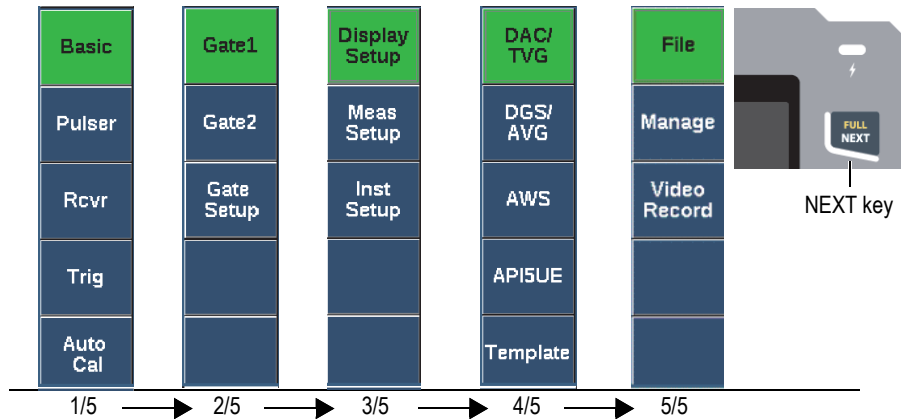 Basic
Pulser
Rcvr
Trig
Auto
Cal
1/5
Gate1
Gate2
Gate
Setup
2/5
Display
Setup
Meas
Setup
Inst
Setup
3/5
DAC/
TVG
DGS/
AVG
AWS
API5UE
Template
4/5
File
Manage
Video
Record
5/5
FULL
NEXT
NEXT key